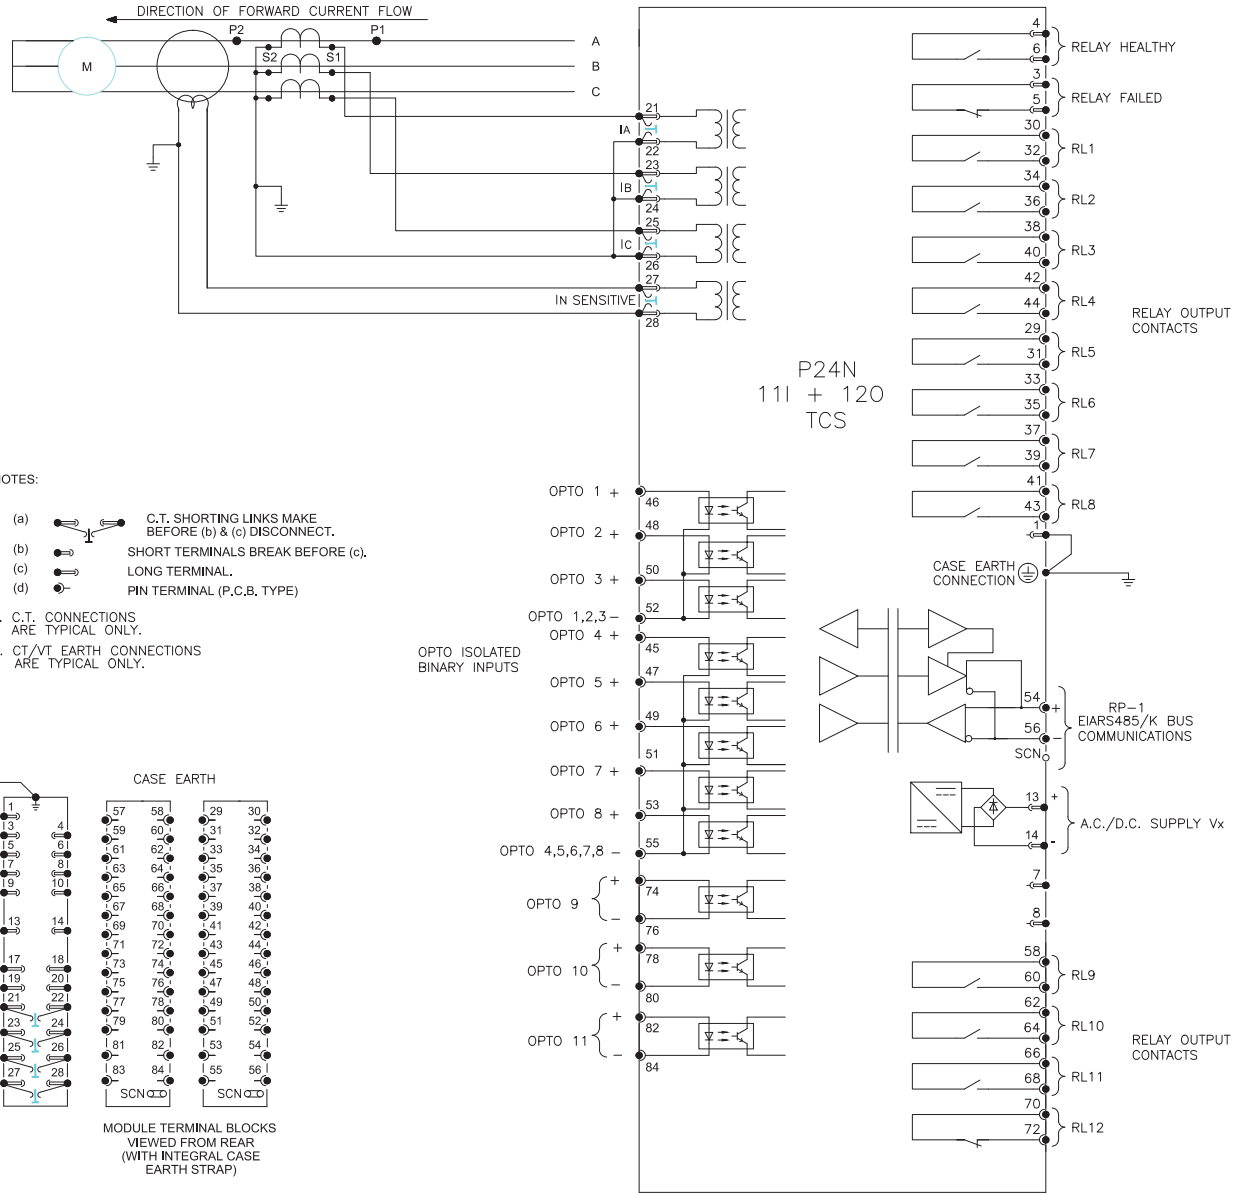 DIRECTION OF FORWARD CURRENT FLOW
P2
P1
S2
S1
A
B
C
M
21
IA
22
23
IB
24
25
IC
26
27
IN SENSITIVE
28
P24N
11I + 12O
TCS
4
6
RELAY HEALTHY
3
5
RELAY FAILED
30
32
RL1
34
36
RL2
38
40
RL3
42
44
RL4
29
31
RL5
33
35
RL6
37
39
RL7
41
43
RL8
RELAY OUTPUT
CONTACTS
1
CASE EARTH
CONNECTION
OTES:
(a)
C.T. SHORTING LINKS MAKE
BEFORE (b) & (c) DISCONNECT.
(b)
SHORT TERMINALS BREAK BEFORE (c).
(c)
LONG TERMINAL.
(d)
PIN TERMINAL (P.C.B. TYPE)
. C.T. CONNECTIONS
ARE TYPICAL ONLY.
. CT/VT EARTH CONNECTIONS
ARE TYPICAL ONLY.
OPTO ISOLATED
BINARY INPUTS
OPTO 1 +
46
OPTO 2 +
48
OPTO 3 +
50
OPTO 1,2,3 –
52
OPTO 4 +
45
OPTO 5 +
47
OPTO 6 +
49
51
OPTO 7 +
OPTO 8 +
53
OPTO 4,5,6,7,8 –
55
OPTO 9
+
74
–
76
OPTO 10
+
78
–
80
OPTO 11
+
82
–
84
54
+
56
–
SCN
RP-1
EIARS485/K BUS
COMMUNICATIONS
13
+
14
-
A.C./D.C. SUPPLY Vx
7
8
58
60
RL9
62
64
RL10
66
68
RL11
70
72
RL12
RELAY OUTPUT
CONTACTS
CASE EARTH
1
3 4
5 6
7 8
9 10
13 14
17 18
19 20
21 22
23 24
25 26
27 28
57 58
59 60
61 62
63 64
65 66
67 68
69 70
71 72
73 74
75 76
77 78
79 80
81 82
83 84
SCN
29 30
31 32
33 34
35 36
37 38
39 40
41 42
43 44
45 46
47 48
49 50
51 52
53 54
55 56
SCN
MODULE TERMINAL BLOCKS
VIEWED FROM REAR
(WITH INTEGRAL CASE
EARTH STRAP)